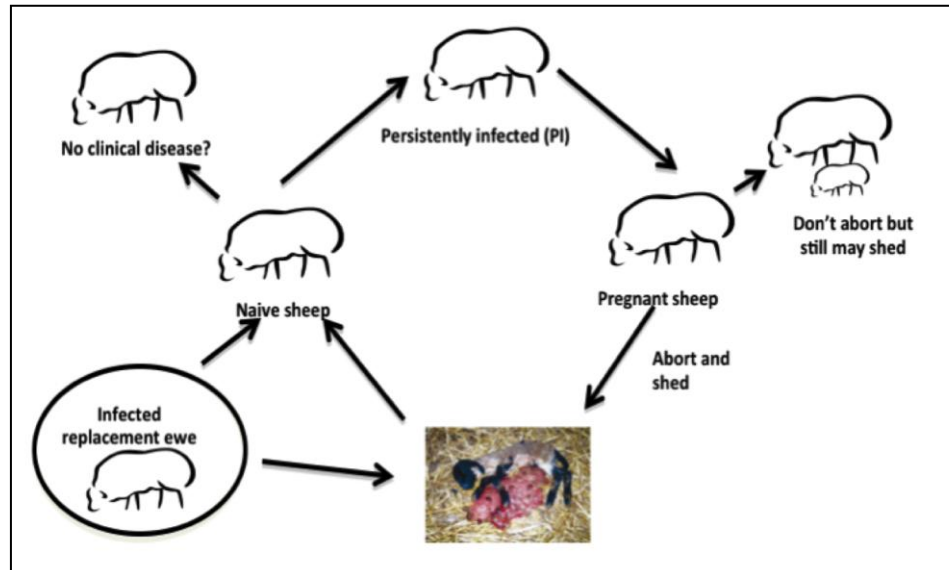 No clinical disease?
Persistently infected (PI)
Don't abort but
still may shed
Naive sheep
Pregnant sheep
Abort and
shed
Infected
replacement ewe